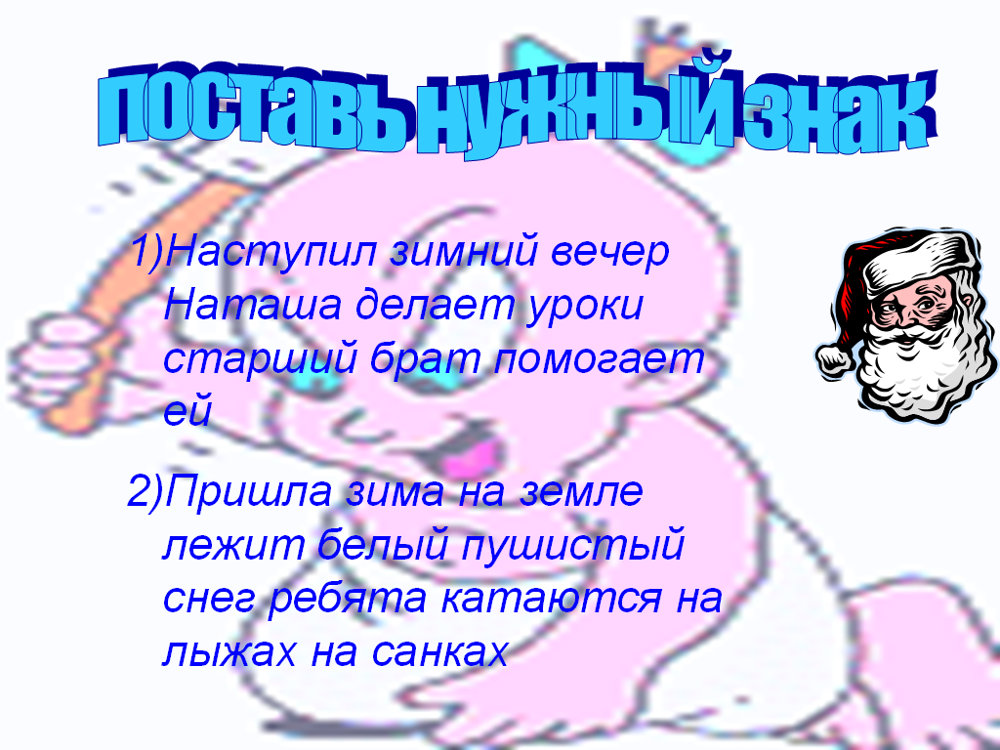 поставь нужный знак
1)Наступил зимний вечер
Наташа делает уроки
старший брат помогает
ей
2)Пришла зима на земле
лежит белый пушистый
снег ребята катаются на
лыжах на санках